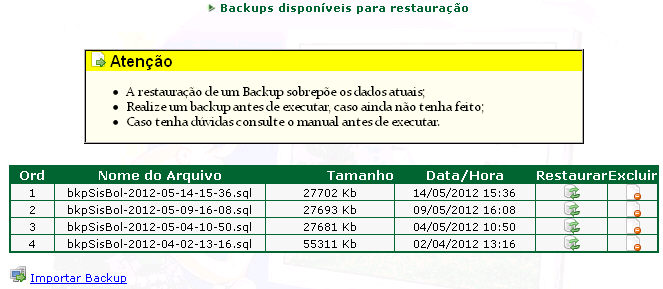 Backups disponíveis para restauração
Atenção
• A restauração de um Backup sobrepõe os dados atuais;
• Realize um backup antes de executar, caso ainda não tenha feito;
• Caso tenha dúvidas consulte o manual antes de executar.
Ord Nome do Arquivo Tamanho Data/Hora Restaurar Excluir
1 bkpSisBol-2012-05-14-15-36.sql 27702 Kb 14/05/2012 15:36
2 bkpSisBol-2012-05-09-16-08.sql 27693 Kb 09/05/2012 16:08
3 bkpSisBol-2012-05-04-10-50.sql 27681 Kb 04/05/2012 10:50
4 bkpSisBol-2012-04-02-13-16.sql 55311 Kb 02/04/2012 13:16
Importar Backup